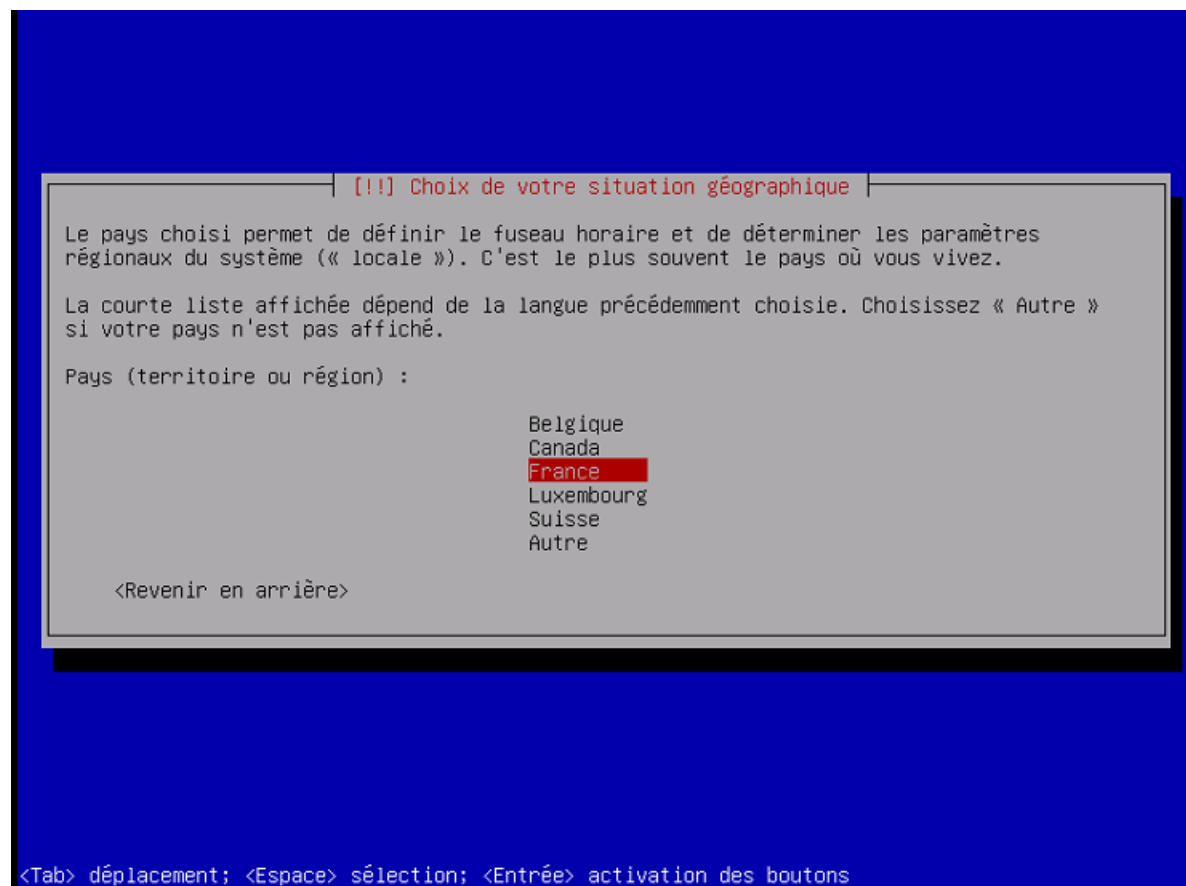 [!!] Choix de votre situation géographique
Le pays choisi permet de définir le fuseau horaire et de déterminer les paramètres
régionaux du système (« locale »). C'est le plus souvent le pays où vous vivez.
La courte liste affichée dépend de la langue précédemment choisie. Choisissez « Autre »
si votre pays n'est pas affiché.
Pays (territoire ou région) :
Belgique
Canada
France
Luxembourg
Suisse
Autre
<Revenir en arrière>
<Tab> déplacement; <Espace> sélection; <Entrée> activation des boutons